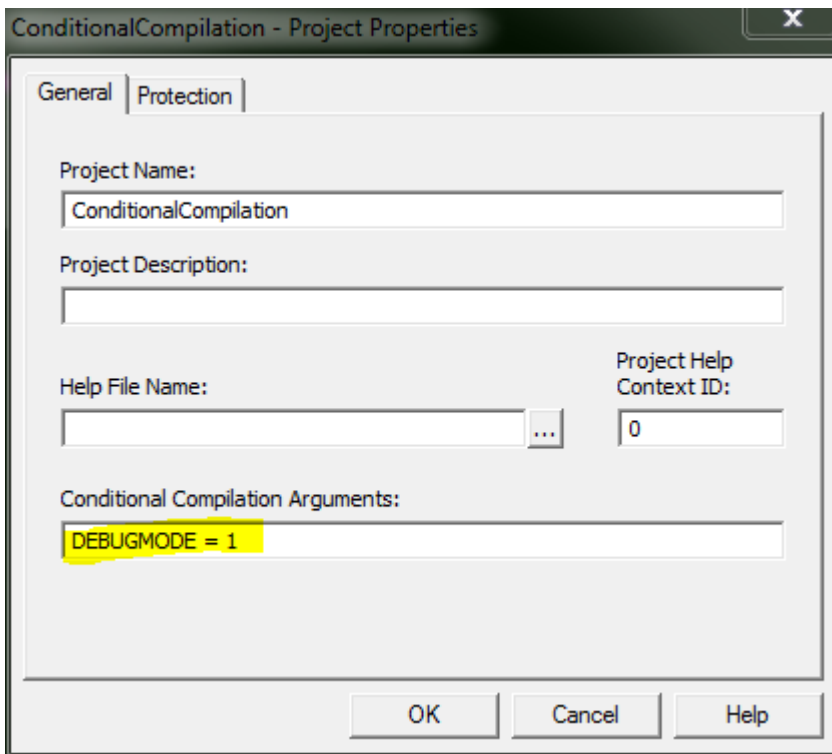 ConditionalCompilation - Project Properties
X
General
Protection
Project Name:
ConditionalCompilation
Project Description:
Project Help
Help File Name:
Context ID:
...
0
Conditional Compilation Arguments:
DEBUGMODE = 1
OK
Cancel
Help